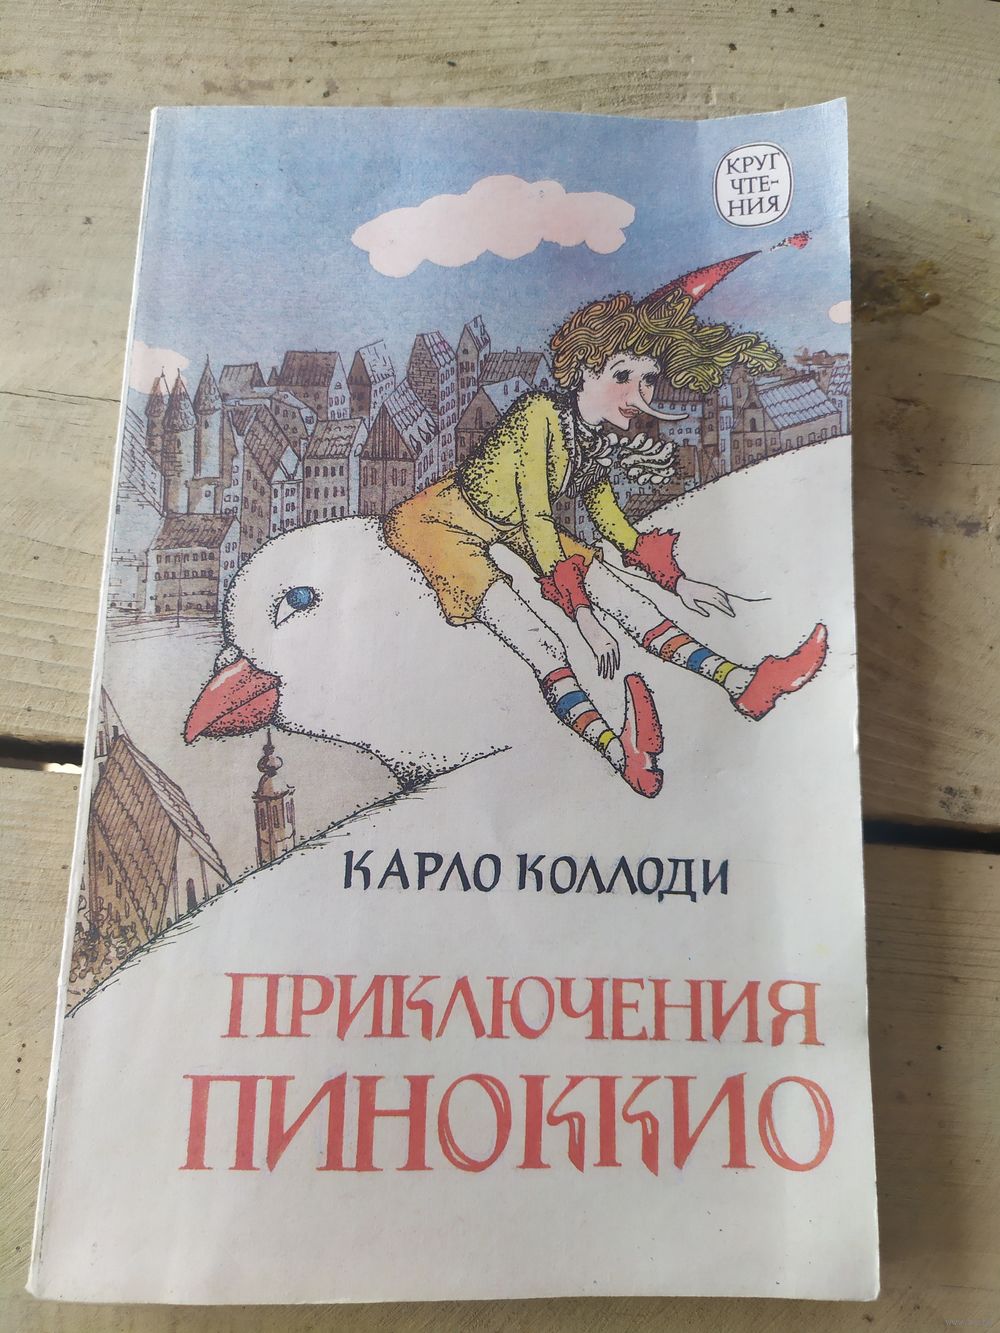 КРУГ
ЧТЕ-
НИЯ
КАРЛО КОЛЛОДИ
ПРИКЛЮЧЕНИЯ
ПИНОККИО